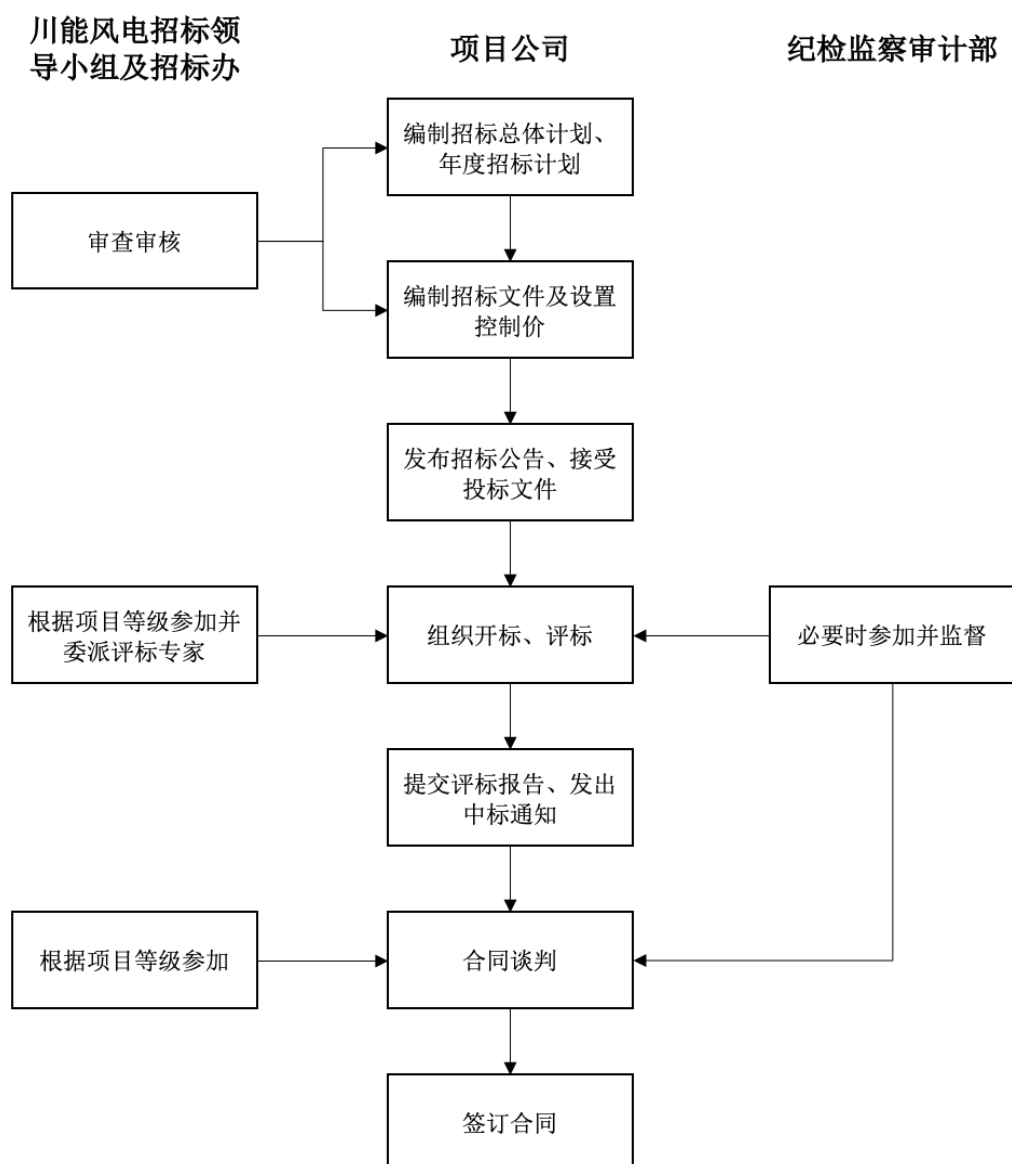 川能风电招标领
导小组及招标办
项目公司
纪检监察审计部
编制招标总体计划、
年度招标计划
审查审核
编制招标文件及设置
控制价
发布招标公告、接受
投标文件
根据项目等级参加并
委派评标专家
组织开标、评标
必要时参加并监督
提交评标报告、发出
中标通知
根据项目等级参加
合同谈判
签订合同